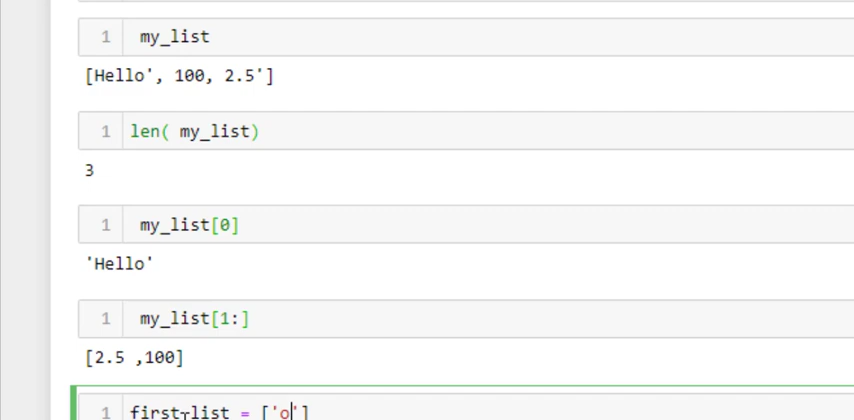 1 my_list
[Hello', 100, 2.5']
1 len( my_list)
3
1 my_list[0]
'Hello'
1 my_list[1:]
[2.5 ,100]
1 first_list = ['o']